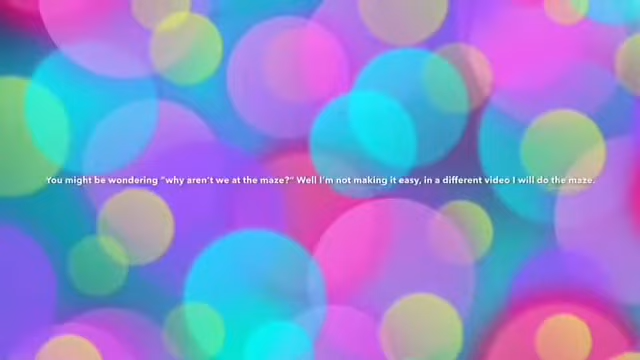 You might be wondering "why aren't we at the maze?" Well I'm not making it easy, in a different video I will do the maze.